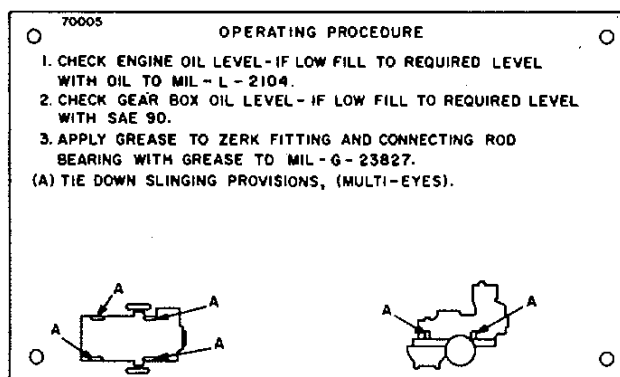 70005
OPERATING PROCEDURE
1. CHECK ENGINE OIL LEVEL-IF LOW FILL TO REQUIRED LEVEL
WITH OIL TO MIL-L-2104.
2. CHECK GEAR BOX OIL LEVEL-IF LOW FILL TO REQUIRED LEVEL
WITH SAE 90.
3. APPLY GREASE TO ZERK FITTING AND CONNECTING ROD
BEARING WITH GREASE TO MIL-G-23827.
(A) TIE DOWN SLINGING PROVISIONS, (MULTI-EYES).
A
A
A
A
A
A